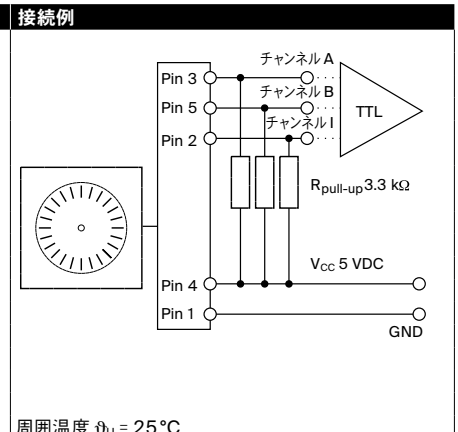 接続例
チャンネル A
Pin 3
チャンネル B
Pin 5
TTL
チャンネル I
Pin 2
Rpull-up 3.3 kΩ
VCC 5 VDC
Pin 4
Pin 1
GND
周囲温度 ϑU = 25°C